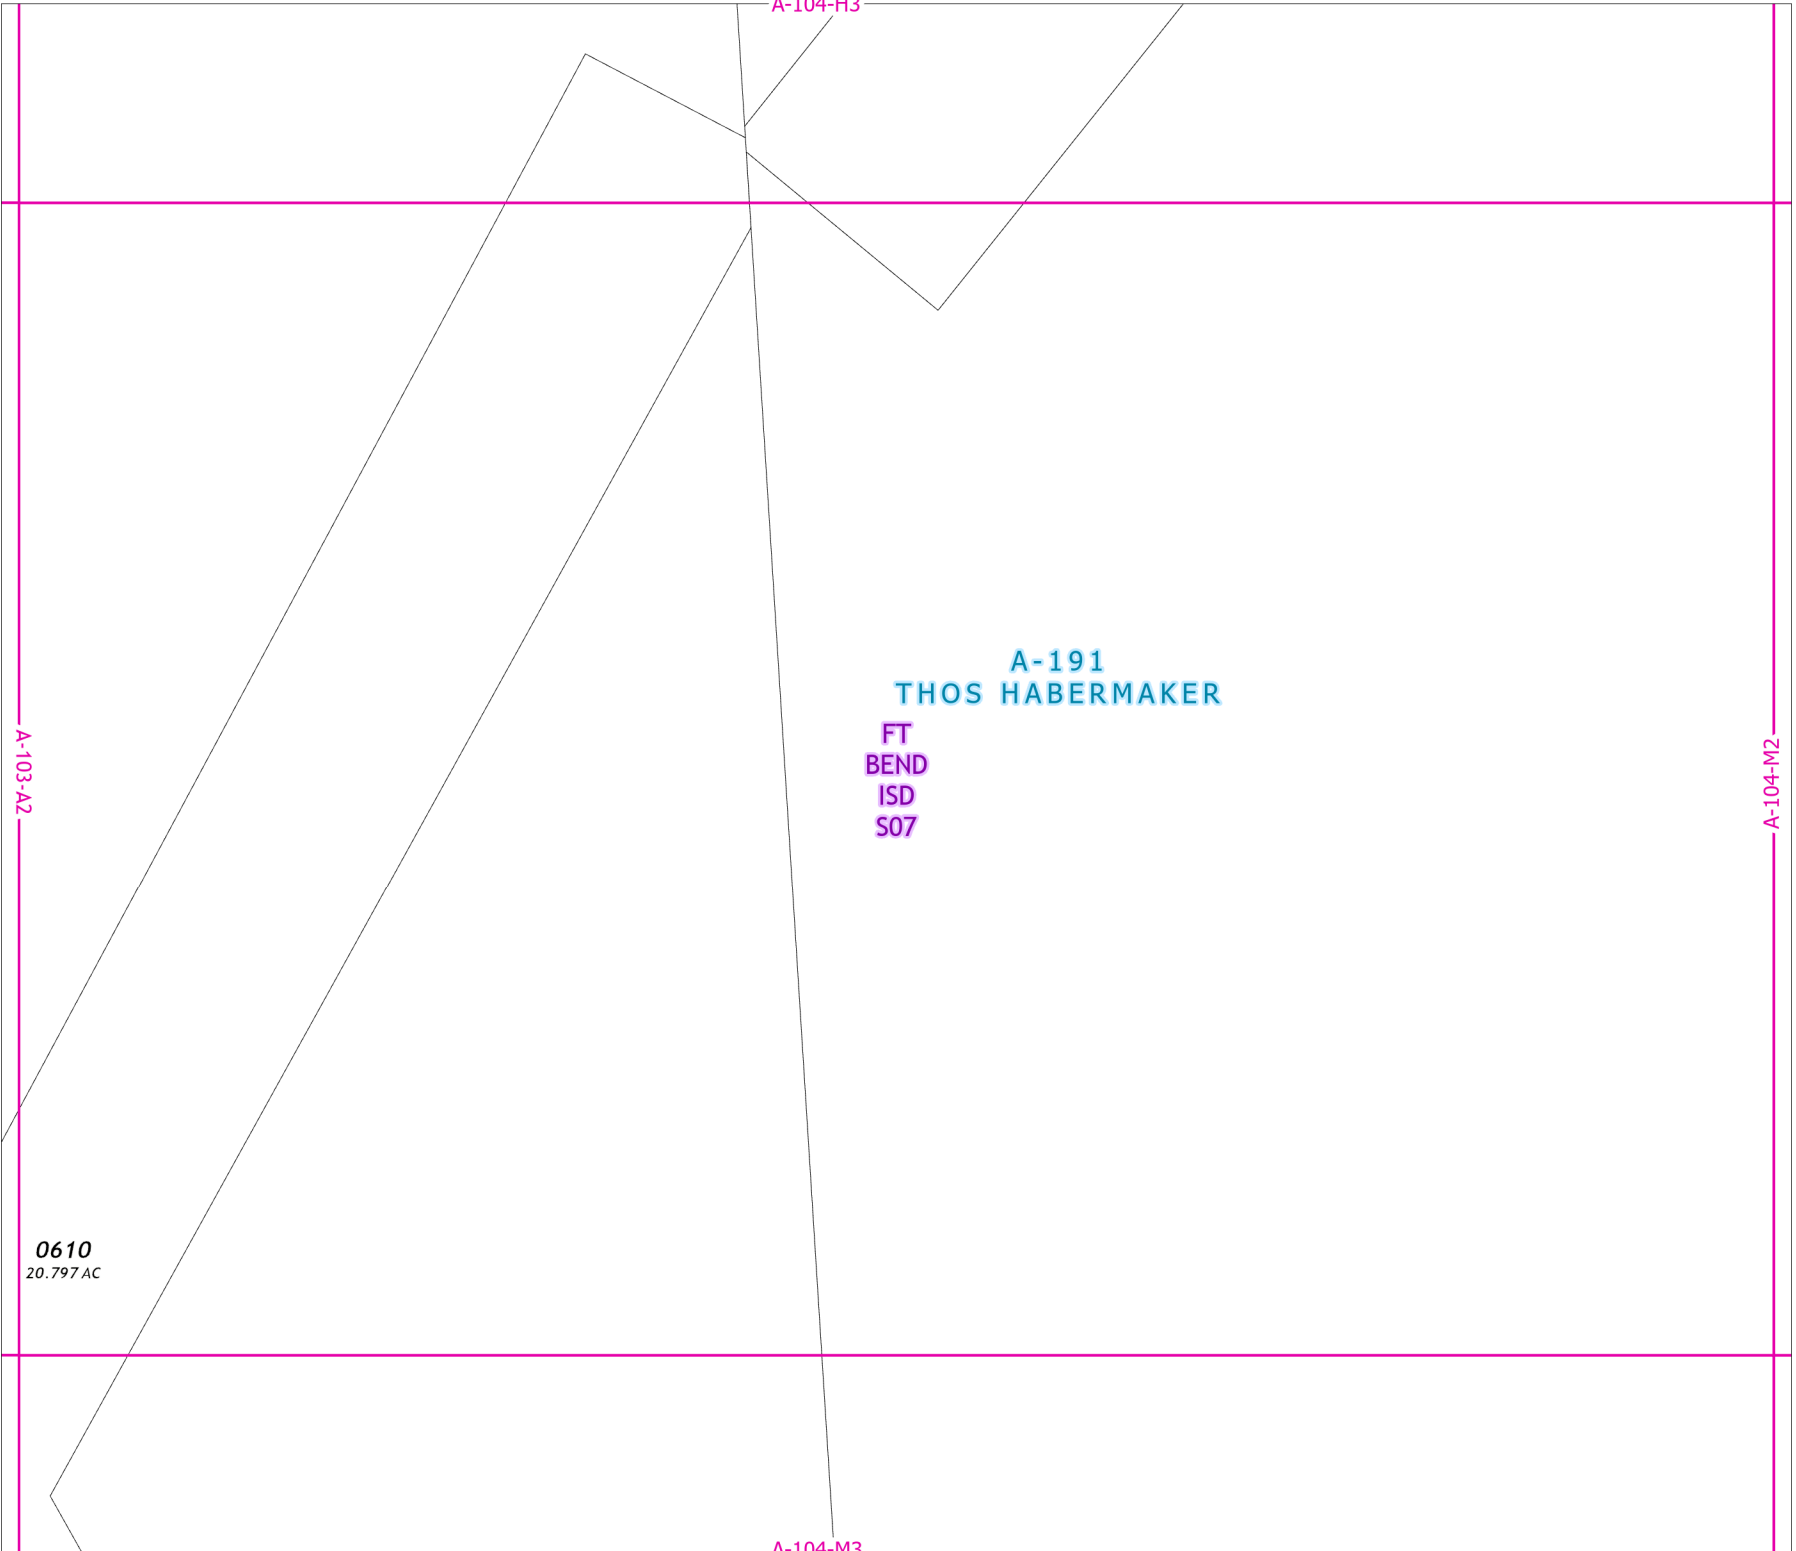 A-104-H3
A-191
THOS HABERMAKER
FT
BEND
ISD
S07
A-103-A2
A-104-M2
0610
20.797 AC
A-104-M3